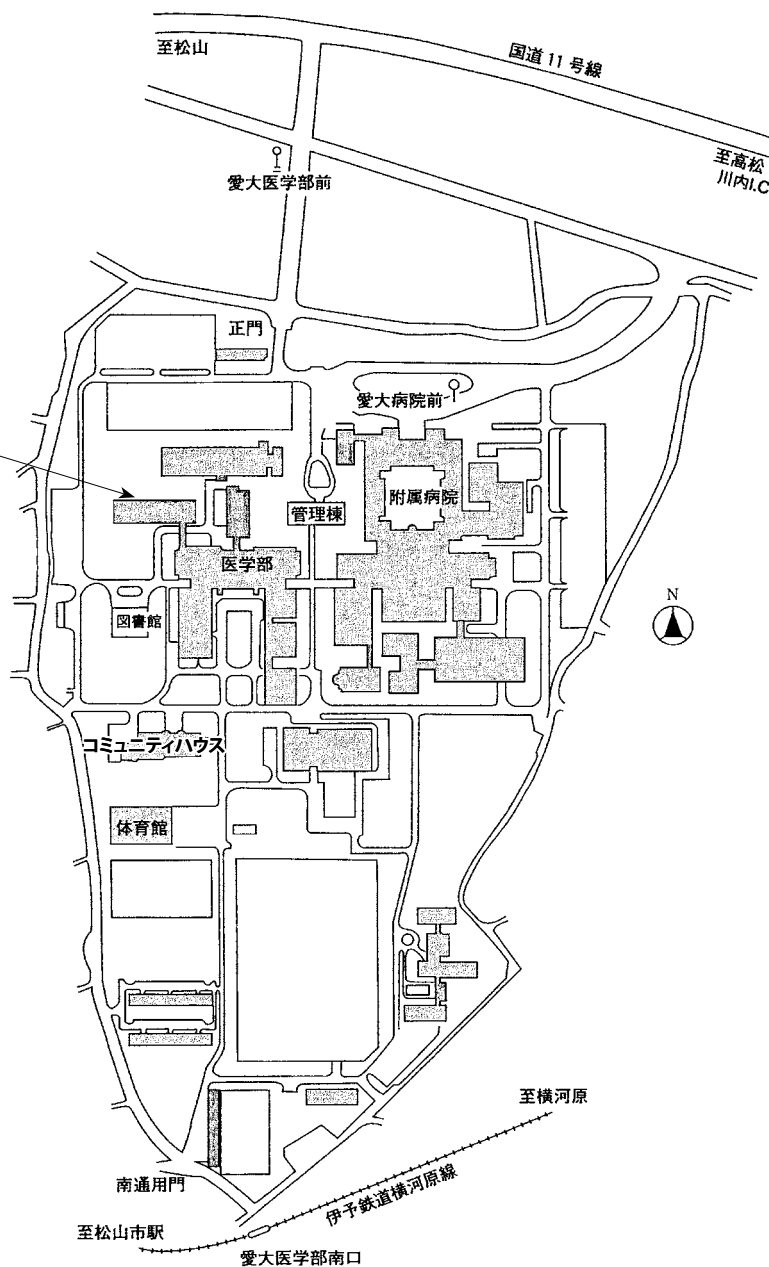 至松山
国道 11 号線
至高松
川内I.C
愛大医学部前
正門
愛大病院前
附属病院
管理棟
医学部
図書館
N
コミュニティハウス
体育館
至横河原
南通用門
伊予鉄道横河原線
至松山市駅
愛大医学部南口